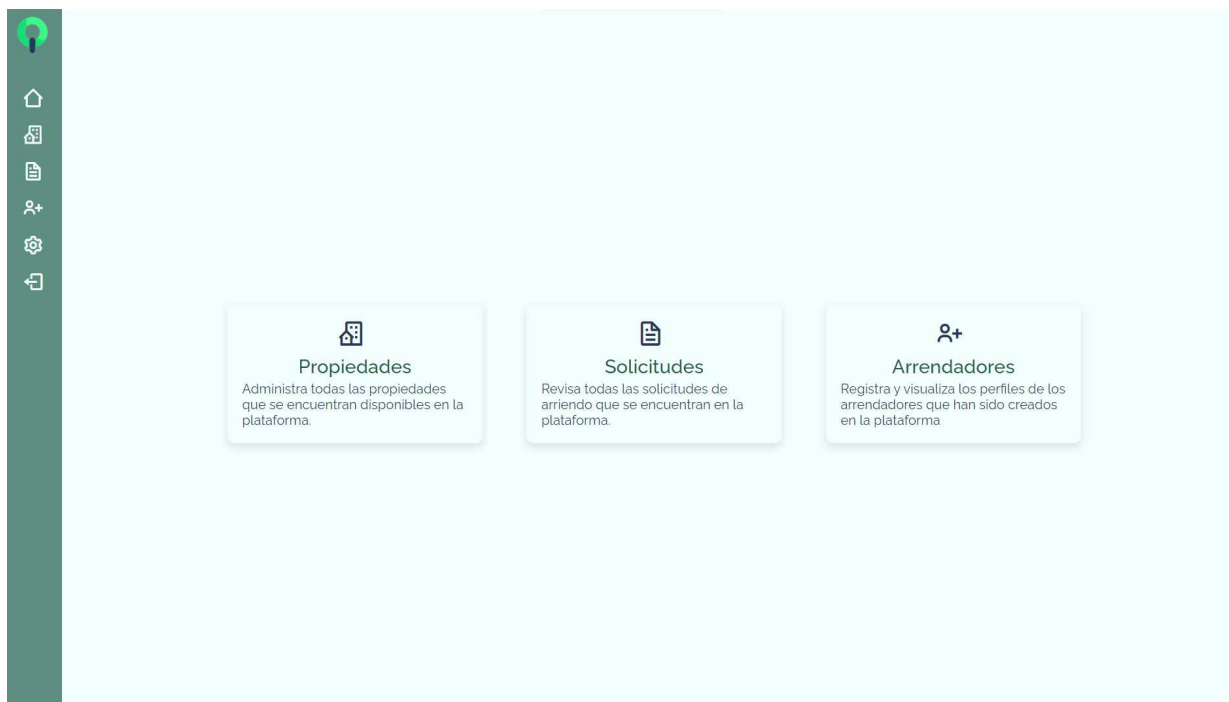 Propiedades
Administra todas las propiedades
que se encuentran disponibles en la
plataforma.
Solicitudes
Revisa todas las solicitudes de
arriendo que se encuentran en la
plataforma.
Arrendadores
Registra y visualiza los perfiles de los
arrendadores que han sido creados
en la plataforma